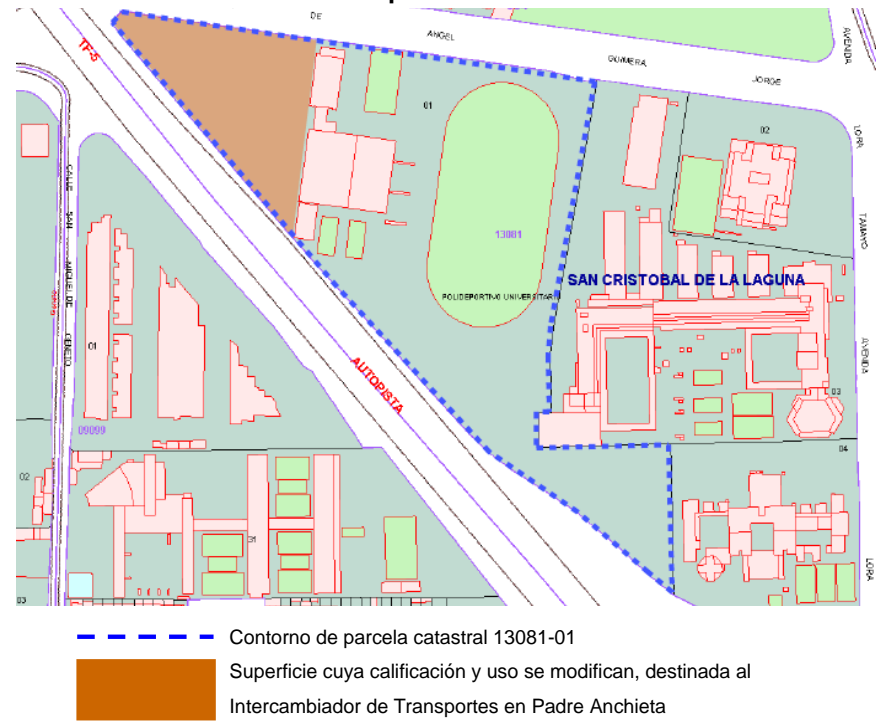 DE
ANGEL
GUIMERA
JORGE
AVENIDA
TF-5
01
02
LORA
TAMAYO
CALLE SAN MIGUEL DE GENETO
13081
SAN CRISTOBAL DE LA LAGUNA
POLIDEPORTIVO UNIVERSITARIO
01
AUTOPISTA
AVENIDA
03
09099
04
02
31
LORA
03
Contorno de parcela catastral 13081-01
Superficie cuya calificación y uso se modifican, destinada al
Intercambiador de Transportes en Padre Anchieta